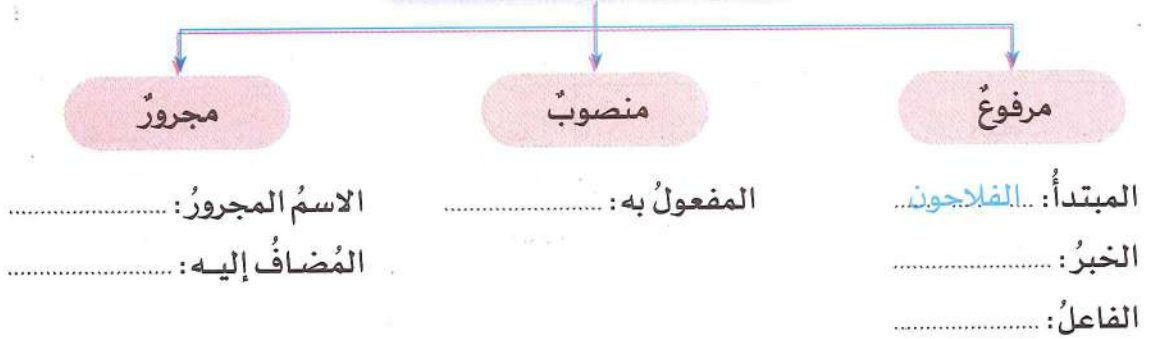 مرفوعٌ
منصوبٌ
مجرورٌ
المبتدأُ: الفلاحون
الخبرُ: ........................
الفاعلُ: ........................
المفعولُ به: ........................
الاسمُ المجرورُ: ........................
المُضافُ إليه: ........................